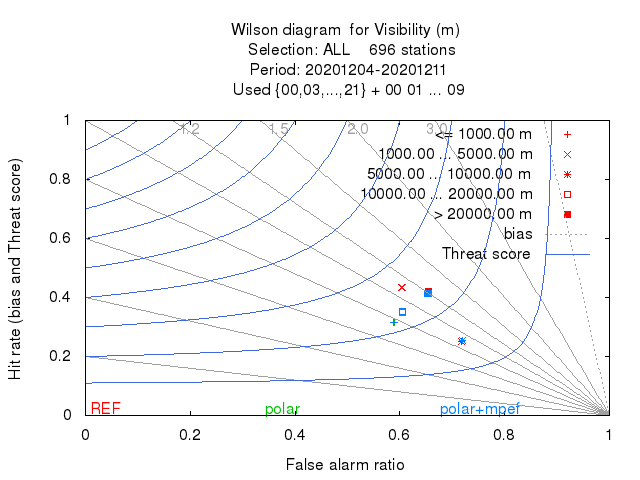 Wilson diagram for Visibility (m)
Selection: ALL 696 stations
Period: 20201204-20201211
Used {00,03,...,21} + 00 01 ... 09
Hit rate (bias and Threat score)
1
0.8
0.6
0.4
0.2
0
1.2 1.5 2.0 3.0
<= 1000.00 m
1000.00 ... 5000.00 m
5000.00 ... 10000.00 m
10000.00 ... 20000.00 m
> 20000.00 m
bias
Threat score
REF polar polar+mpef
0 0.2 0.4 0.6 0.8 1
False alarm ratio